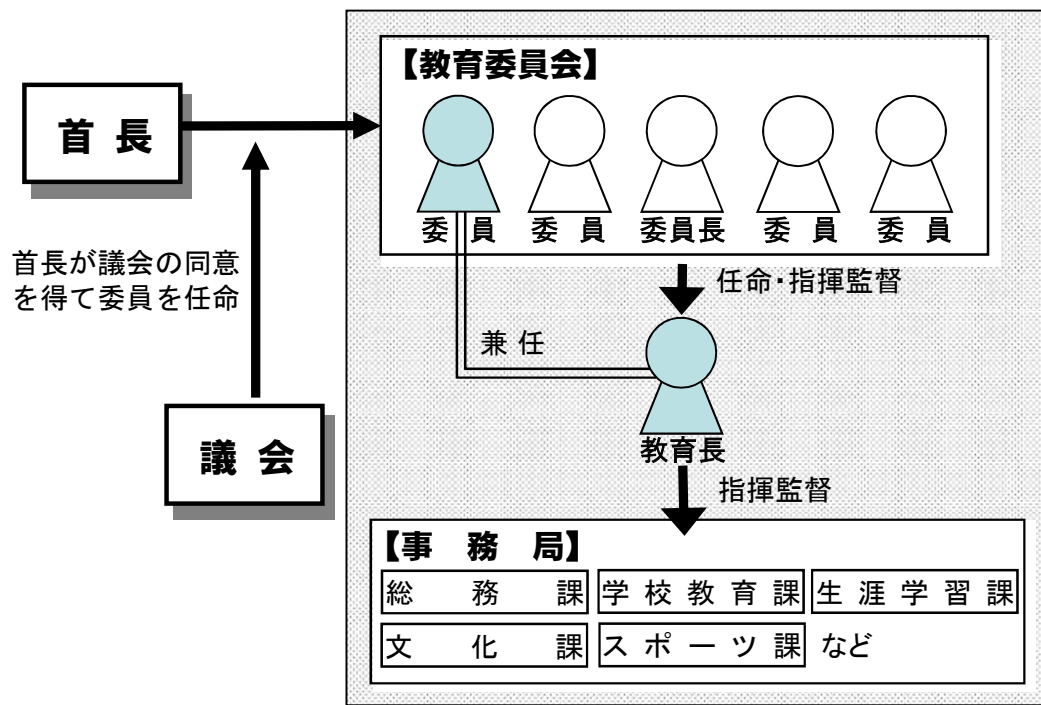 【教育委員会】
首長
委員 委員 委員長 委員 委員
首長が議会の同意
を得て委員を任命
任命・指揮監督
兼任
教育長
議会
指揮監督
【事務局】
総務課 学校教育課 生涯学習課
文化課 スポーツ課 など